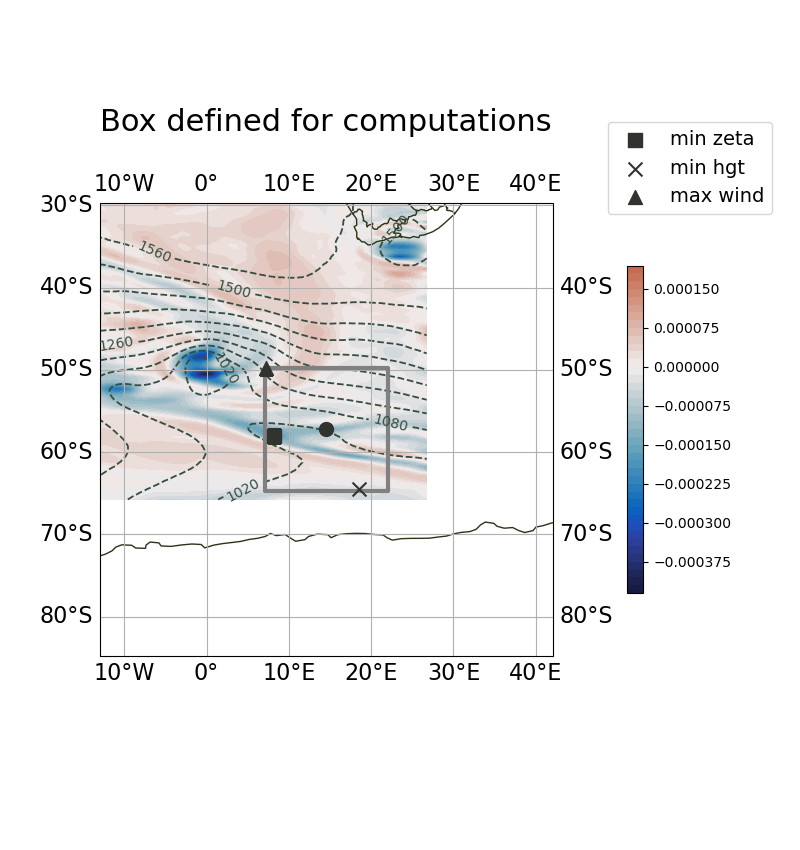 Box defined for computations
min zeta
min hgt
max wind
10°W 0° 10°E 20°E 30°E 40°E
30°S
40°S 40°S
50°S 50°S
60°S 60°S
70°S 70°S
80°S 80°S
10°W 0° 10°E 20°E 30°E 40°E
1560
1500
1260
1020
1080
1020
0.000150
0.000075
0.000000
−0.000075
−0.000150
−0.000225
−0.000300
−0.000375